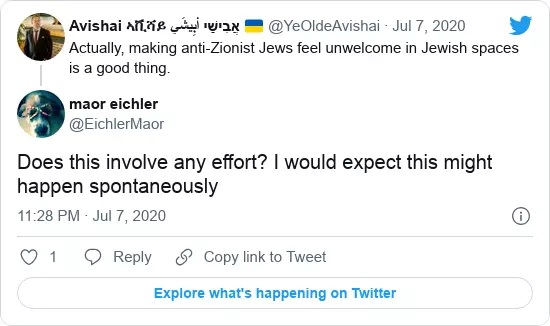 Avishai አቪሻይ أَبِيشَي אֲבִישַׁי 🇺🇦 @YeOldeAvishai · Jul 7, 2020
Actually, making anti-Zionist Jews feel unwelcome in Jewish spaces
is a good thing.
maor eichler
@EichlerMaor
Does this involve any effort? I would expect this might
happen spontaneously
11:28 PM · Jul 7, 2020
1 Reply Copy link to Tweet
Explore what's happening on Twitter